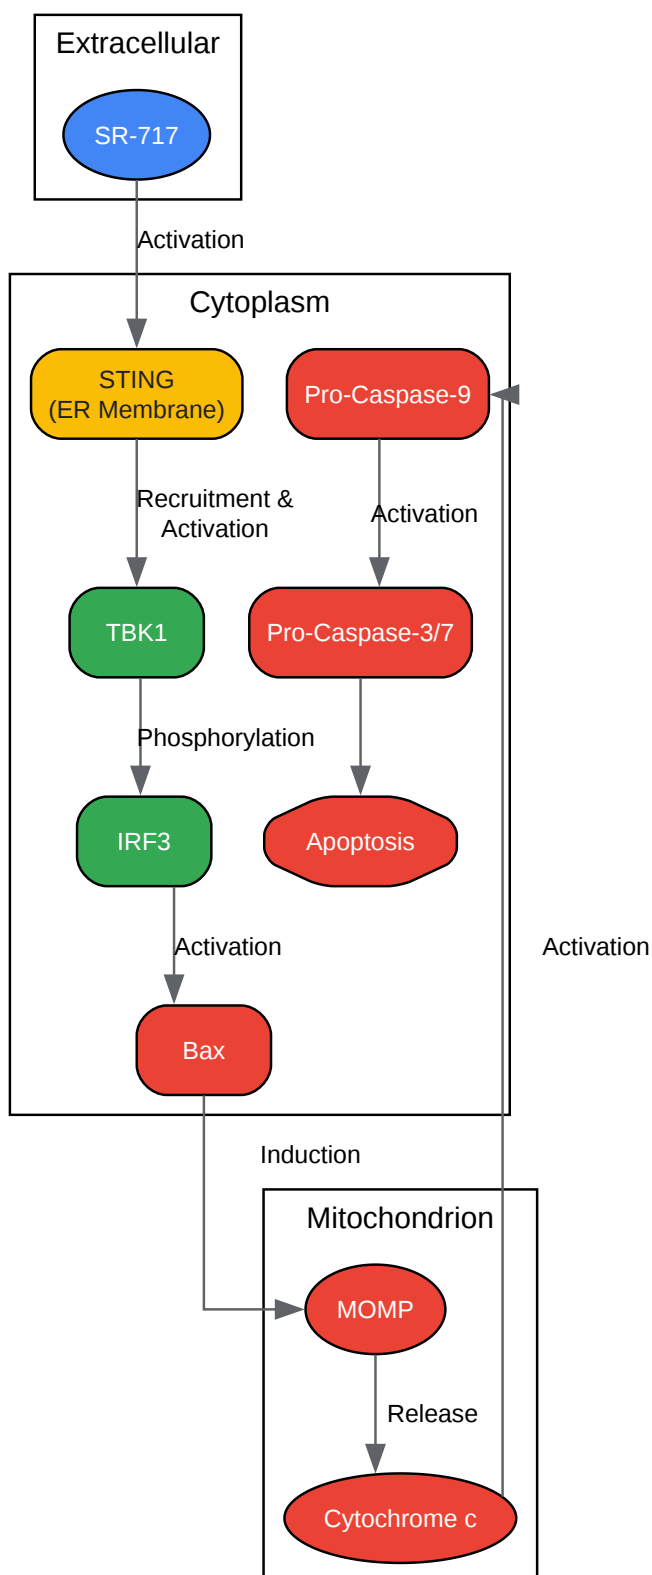 Extracellular
SR-717
Activation
Cytoplasm
STING
(ER Membrane)
Pro-Caspase-9
Recruitment &
Activation
Activation
TBK1
Pro-Caspase-3/7
Phosphorylation
IRF3
Apoptosis
Activation
Activation
Bax
Induction
Mitochondrion
MOMP
Release
Cytochrome c